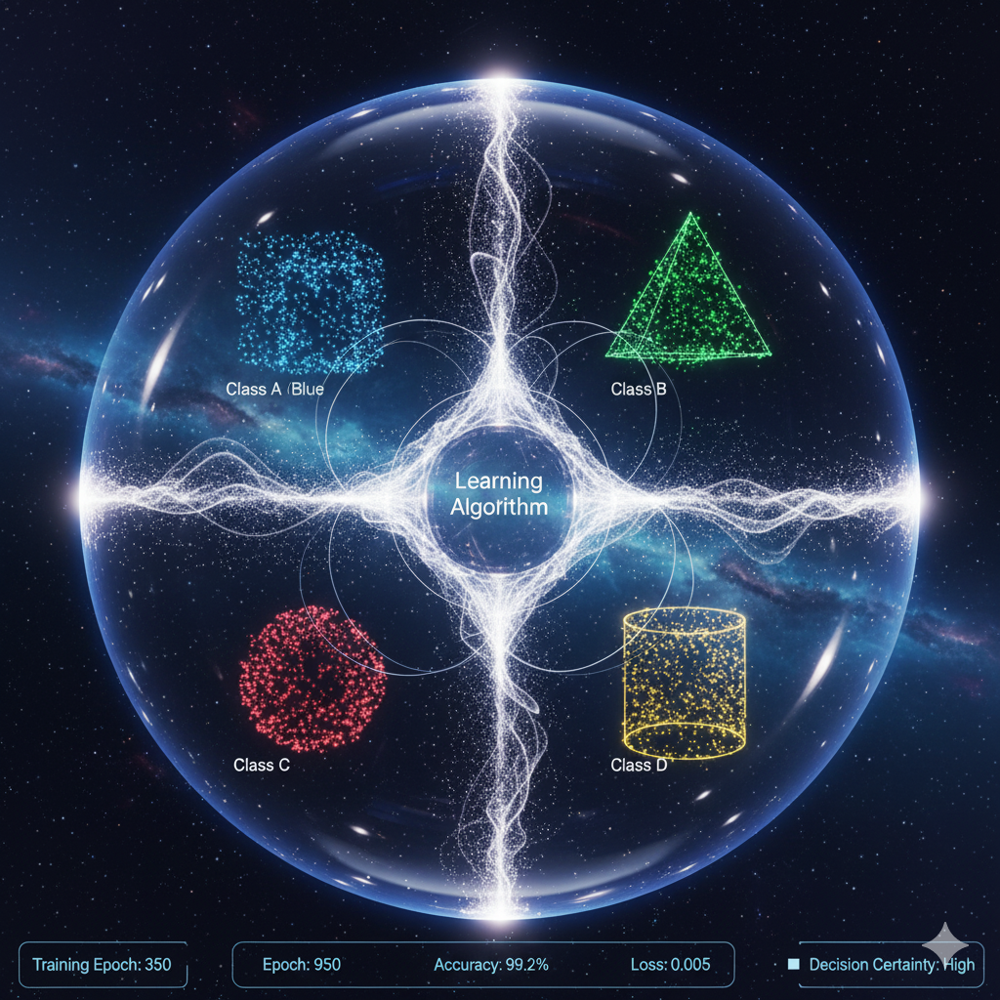 Class A (Blue
Class B
Learning
Algorithm
Class C
Class D
Training Epoch: 350
Epoch: 950 Accuracy: 99.2% Loss: 0.005
Decision Certainty: High